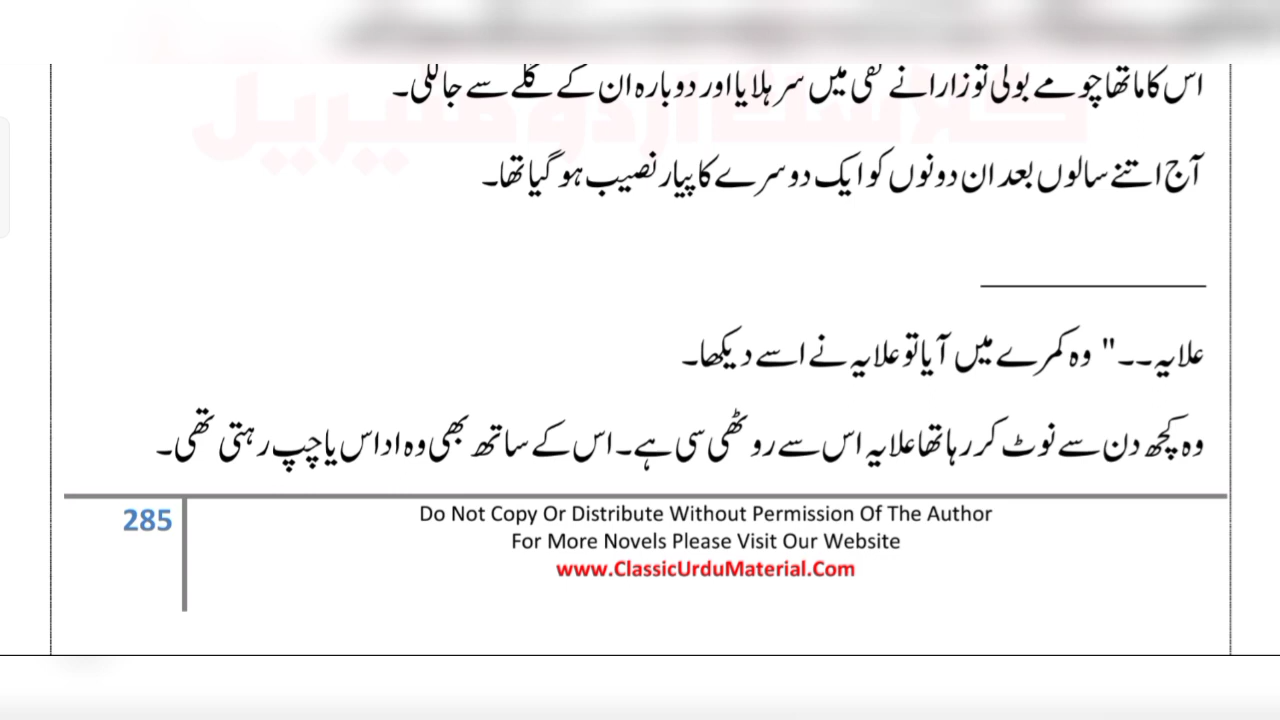 اس کا ماتھا چومے بولی تو زارا نے نفی میں سر ہلایا اور دوبارہ ان کے گلے سے جا لگی۔
آج اتنے سالوں بعد ان دونوں کو ایک دوسرے کا پیار نصیب ہو گیا تھا۔
علایہ۔۔" وہ کمرے میں آیا تو علایہ نے اسے دیکھا۔
وہ کچھ دن سے نوٹ کر رہا تھا علایہ اس سے روٹھی سی ہے۔ اس کے ساتھ بھی وہ اداس یا چپ رہتی تھی۔
285
Do Not Copy Or Distribute Without Permission Of The Author
For More Novels Please Visit Our Website
www.ClassicUrduMaterial.Com